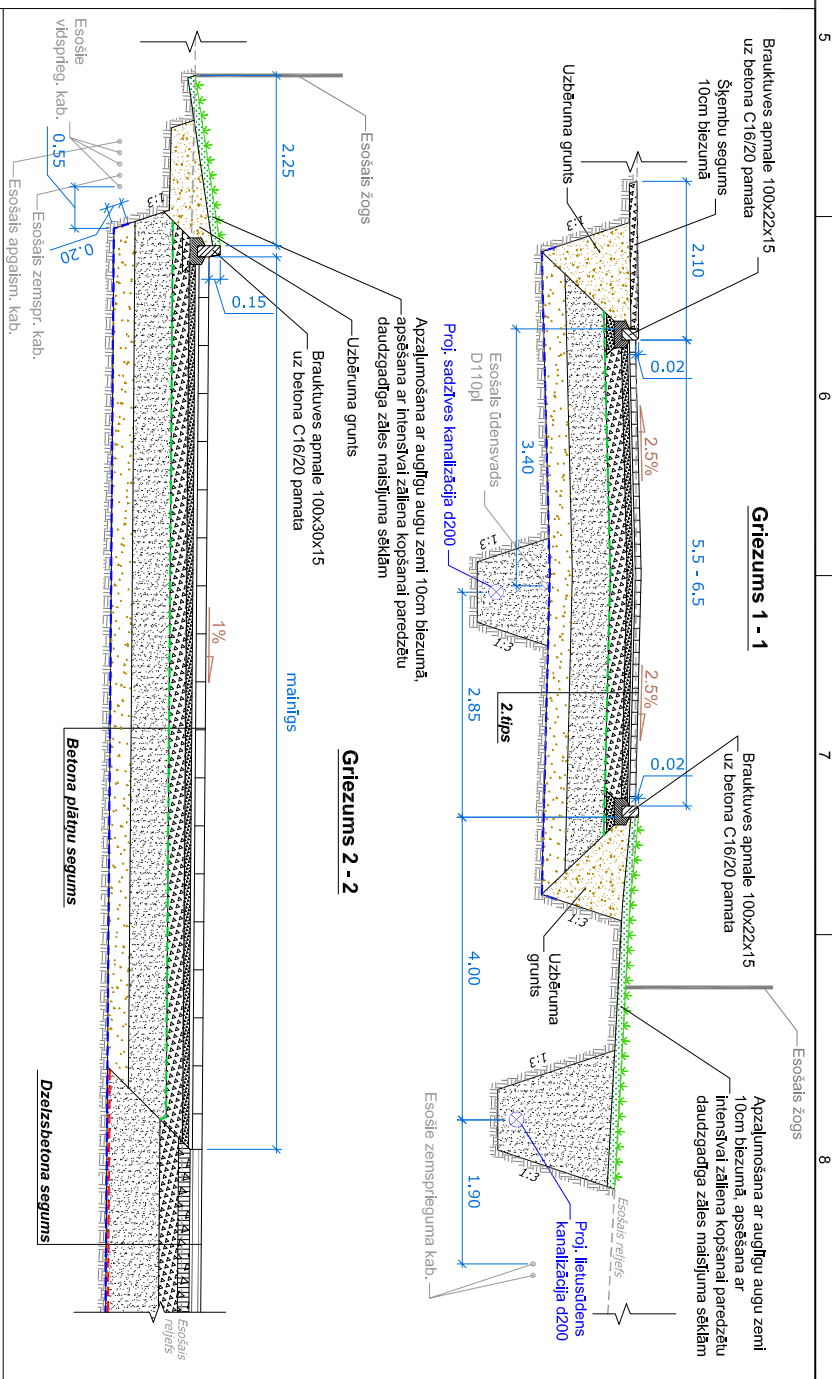 5
6
7
8
Griezums 1 - 1
Brauktuves apmale 100x22x15
uz betona C16/20 pamata
Šķembu segums
10cm biezumā
Uzbēruma grunts
2.10
0.02
2.5%
5.5 - 6.5
2.5%
0.02
Brauktuves apmale 100x22x15
uz betona C16/20 pamata
Esošais žogs
Apzaļumošana ar auglīgu augu zemi
10cm biezumā, apsēšana ar
intensīvai zāliena kopšanai paredzētu
daudzgadīga zāles maisījuma sēklām
1:3
3.40
Esošais ūdensvads
D110pl
Proj. sadzīves kanalizācija d200
1:3
1:3
2.85
2.tips
1:3
Uzbēruma
grunts
4.00
1:3
1:3
1.90
Esošais reljefs
Proj. lietusūdens
kanalizācija d200
Esošie zemsprieguma kab.
Griezums 2 - 2
Esošais žogs
2.25
0.15
Apzaļumošana ar auglīgu augu zemi 10cm biezumā,
apsēšana ar intensīvai zāliena kopšanai paredzētu
daudzgadīga zāles maisījuma sēklām
Uzbēruma grunts
Brauktuves apmale 100x30x15
uz betona C16/20 pamata
mainīgs
1%
Esošie
vidsprieg. kab.
0.55
1:3
0.20
Esošais zemspr. kab.
Esošais apgaism. kab.
Betona plātņu segums
Dzelzsbetona segums
Esošais
reljefs